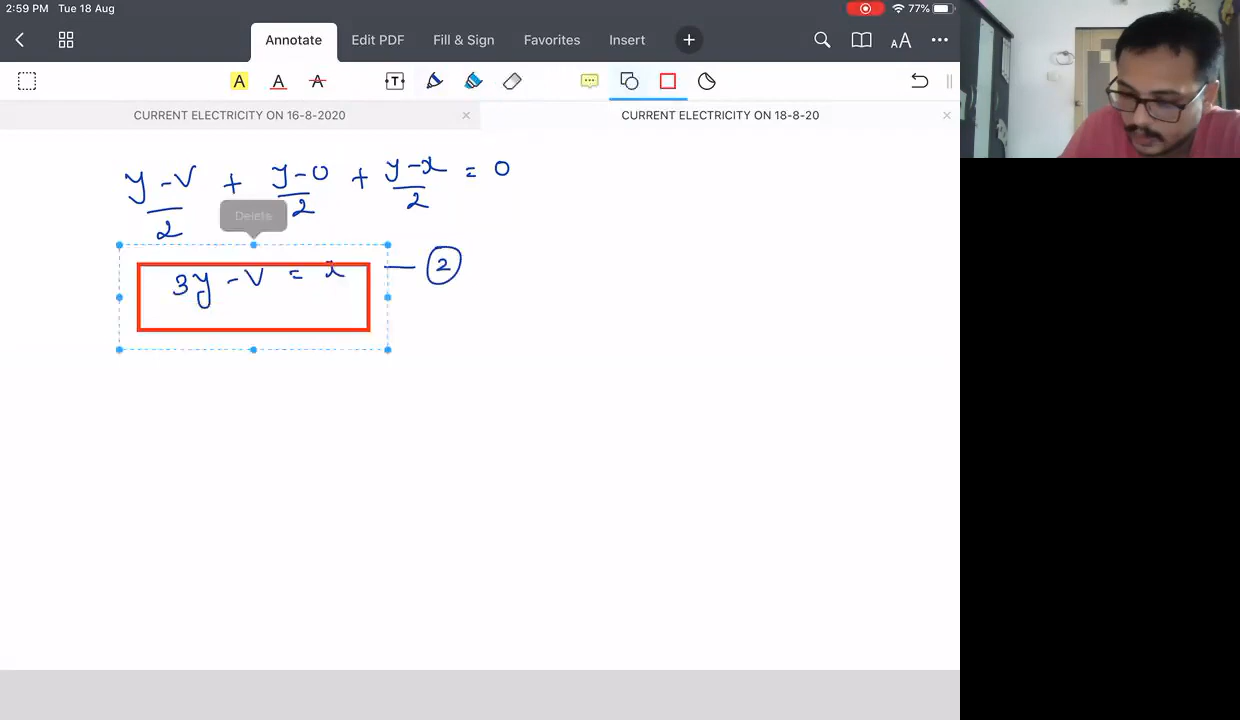 2:59 PM Tue 18 Aug 77%
Annotate Edit PDF Fill & Sign Favorites Insert
A A A T AA
CURRENT ELECTRICITY ON 16-8-2020 CURRENT ELECTRICITY ON 18-8-20
y-V/2 + y-0/2 + y-x/2 = 0
Delete
3y - V = x — 2